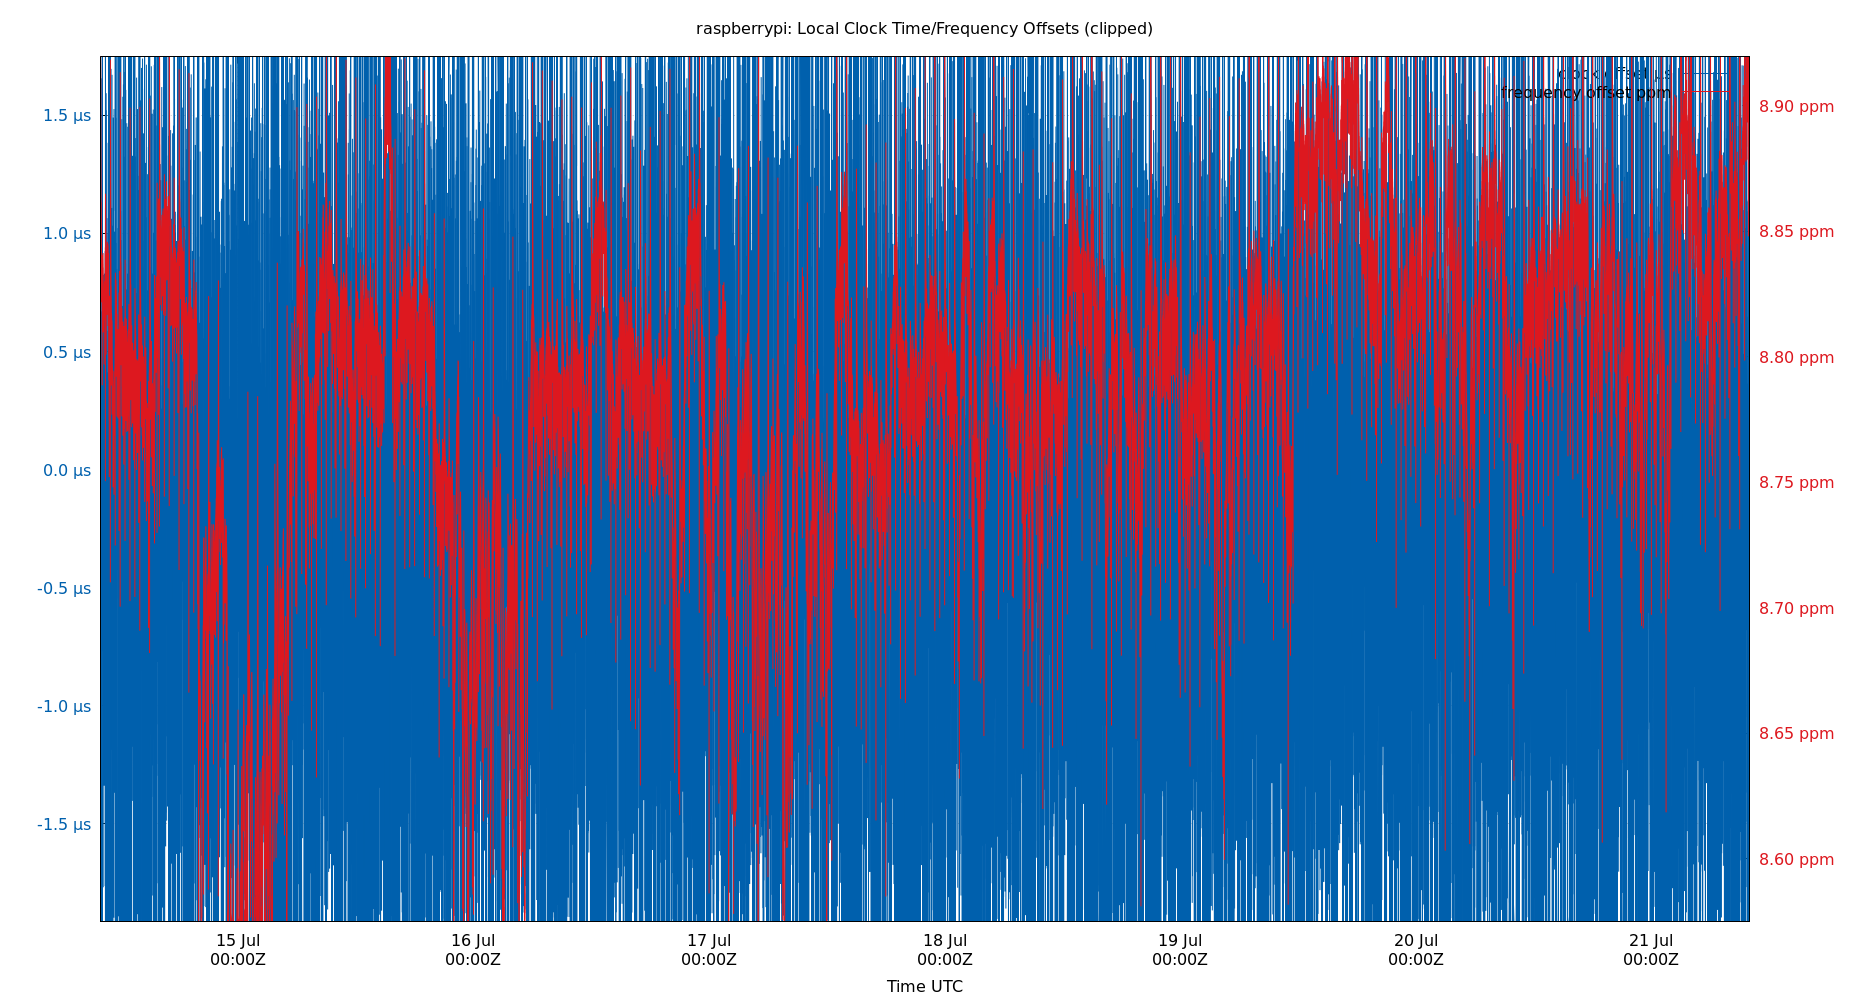 raspberrypi: Local Clock Time/Frequency Offsets (clipped)
clock offset μs
frequency offset ppm
1.5 μs
1.0 μs
0.5 μs
0.0 μs
-0.5 μs
-1.0 μs
-1.5 μs
8.90 ppm
8.85 ppm
8.80 ppm
8.75 ppm
8.70 ppm
8.65 ppm
8.60 ppm
15 Jul 16 Jul 17 Jul 18 Jul 19 Jul 20 Jul 21 Jul
00:00Z 00:00Z 00:00Z 00:00Z 00:00Z 00:00Z 00:00Z
Time UTC